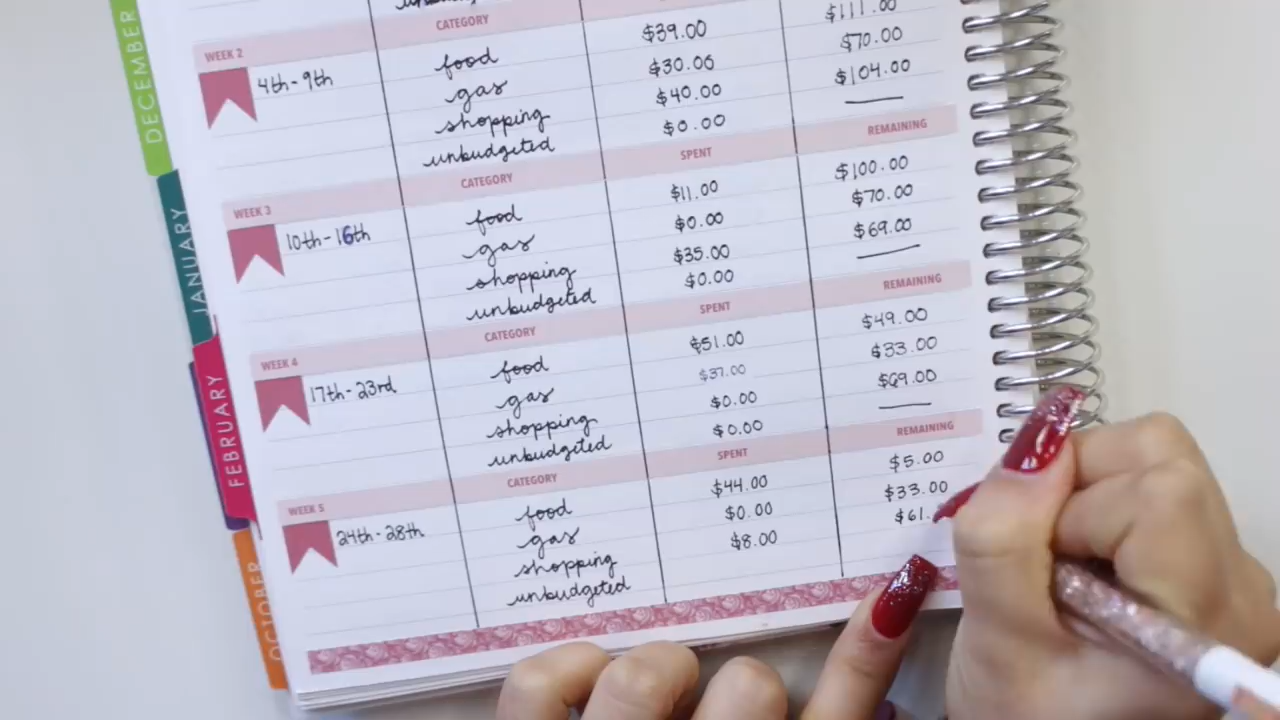 DECEMBER
JANUARY
FEBRUARY
OCTOBER
$111.00
WEEK 2 CATEGORY
4th-9th food $39.00 $70.00
gas $30.00 $104.00
shopping $40.00
unbudgeted $0.00
WEEK 3 CATEGORY SPENT REMAINING
10th-16th food $11.00 $100.00
gas $0.00 $70.00
shopping $35.00 $69.00
unbudgeted $0.00
WEEK 4 CATEGORY SPENT REMAINING
17th-23rd food $51.00 $49.00
gas $37.00 $33.00
shopping $0.00 $69.00
unbudgeted $0.00
WEEK 5 CATEGORY SPENT REMAINING
24th-28th food $44.00 $5.00
gas $0.00 $33.00
shopping $8.00 $61.
unbudgeted